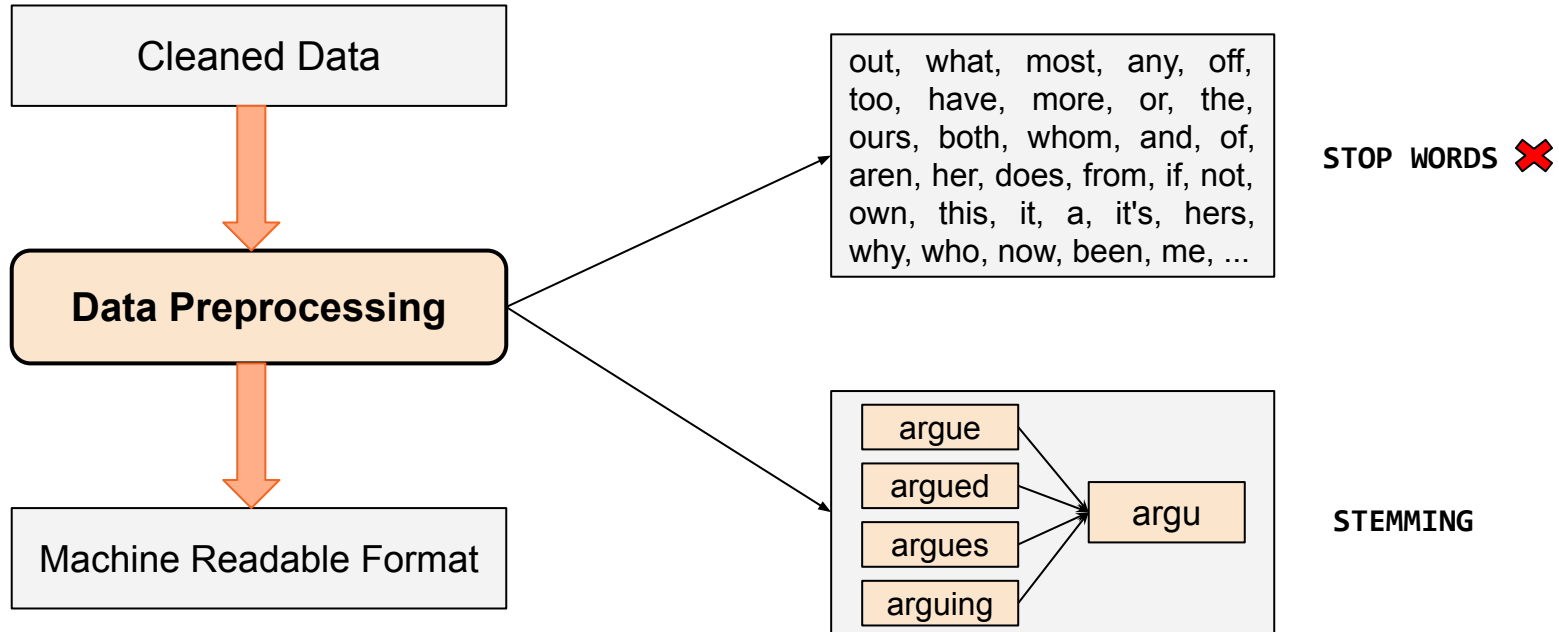 Cleaned Data
Data Preprocessing
Machine Readable Format
out, what, most, any, off,
too, have, more, or, the,
ours, both, whom, and, of,
aren, her, does, from, if, not,
own, this, it, a, it's, hers,
why, who, now, been, me, ...
STOP WORDS
argue
argued
argues
arguing
argu
STEMMING